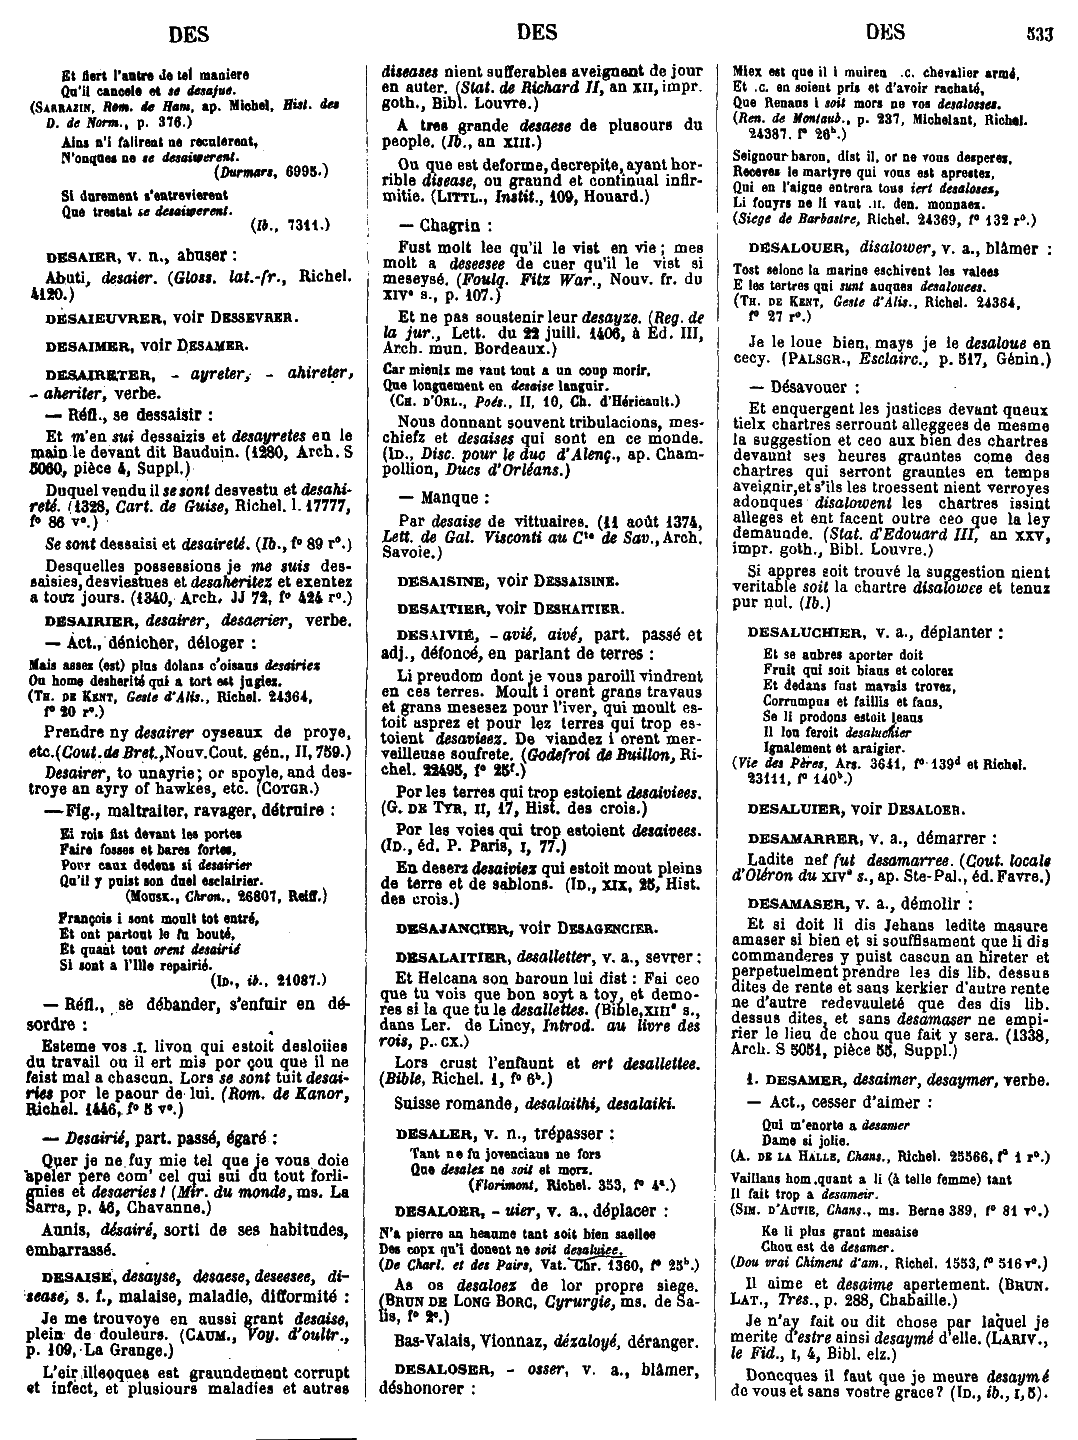 DES
DES
DES
533
Et fiert l'autre de tel maniere
Qu'il cancele et se desajue.
(SARRAZIN, Rom. de Ham, ap. Michel, Hist. des
D. de Norm., p. 376.)
Ains n'i falirent ne reculerent,
N'onques ne se desaiwerent.
(Durmars, 6995.)
Si durement s'entrevierent
Que trestat se desaiwerent.
(Ib., 7311.)
DESAIER, v. n., abuser :
Abuti, desaier. (Gloss. lat.-fr., Richel.
4120.)
DESAIEUVRER, voir DESSEVRER.
DESAIMER, voir DESAMER.
DESAIRETER, - ayreter, - ahireter,
- aheriter, verbe.
— Réfl., se dessaisir :
Et m'en sui dessaizis et desayretes en le
main le devant dit Bauduin. (1280, Arch. S
5060, pièce 4, Suppl.)
Duquel vendu il se sont desvestu et desahi-
reté. (1328, Cart. de Guise, Richel. l. 17777,
f° 86 v°.)
Se sont dessaisi et desaireté. (Ib., f° 89 r°.)
Desquelles possessions je me suis des-
saisies, desviestues et desaheritez et exentez
a touz jours. (1340, Arch. JJ 72, f° 424 r°.)
DESAIRIER, desairer, desaerier, verbe.
— Act., dénicher, déloger :
Mais assez (est) plus dolans c'oisaus desairiez
Ou home desherité qui a tort est jugiez.
(TH. DE KENT, Geste d'Alis., Richel. 24364,
f° 20 r°.)
Prendre ny desairer oyseaux de proye,
etc. (Cout. de Bret., Nouv. Cout. gén., II, 759.)
Desairer, to unayrie; or spoyle, and des-
troye an ayry of hawkes, etc. (COTGR.)
— Fig., maltraiter, ravager, détruire :
Ei rois fist devant les portes
Faire fosses et bares fortes,
Pour caux dedens si desairier
Qu'il y puist son duel esclairier.
(MOUSK., Chron., 26807, Reiff.)
François i sont moult tot entré,
Et ont partout le fu bouté,
Et quant tout orent desairié
Si sont a l'Ille repairié.
(ID., ib., 21087.)
— Réfl., se débander, s'enfuir en dé-
sordre :
Esteme vos .I. livon qui estoit desloiies
du travail ou il ert mis por çou que il ne
feist mal a chascun. Lors se sont tuit desai-
ries por le paour de lui. (Rom. de Kanor,
Richel. 1446, f° 5 v°.)
— Desairié, part. passé, égaré :
Quer je ne fuy mie tel que je vous doie
apeler pere com' cel qui sui du tout forli-
gnies et desaeries! (Mir. du monde, ms. La
Sarra, p. 46, Chavanne.)
Aunis, désairé, sorti de ses habitudes,
embarrassé.
DESAISE, desayse, desaese, deseesee, di-
sease, s. f., malaise, maladie, difformité :
Je me trouvoye en aussi grant desaise,
plein de douleurs. (CAUM., Voy. d'oultr.,
p. 109, La Grange.)
L'eir illeoques est graundement corrupt
et infect, et plusiours maladies et autres
diseases nient sufferables aveignent de jour
en auter. (Stat. de Richard II, an XII, impr.
goth., Bibl. Louvre.)
A tres grande desaese de plusours du
people. (Ib., an XIII.)
Ou que est deforme, decrepite, ayant hor-
rible disease, ou graund et continual infir-
mitie. (LITTL., Instit., 109, Houard.)
— Chagrin :
Fust molt lee qu'il le vist en vie; mes
molt a deseesee de cuer qu'il le vist si
meseysé. (Foulq. Fitz War., Nouv. fr. du
XIV° s., p. 107.)
Et ne pas soustenir leur desayze. (Reg. de
la jur., Lett. du 22 juill. 1406, à Ed. III,
Arch. mun. Bordeaux.)
Car mieulx me vaut tout a un coup morir,
Que longuement en desaise languir.
(CH. D'ORL., Poés., II, 10, Ch. d'Héricault.)
Nous donnant souvent tribulacions, mes-
chiefz et desaises qui sont en ce monde.
(ID., Disc. pour le duc d'Alenç., ap. Cham-
pollion, Ducs d'Orléans.)
— Manque :
Par desaise de vittuaires. (11 août 1374,
Lett. de Gal. Visconti au Cte de Sav., Arch.
Savoie.)
DESAISINE, voir DESSAISINE.
DESAITIER, voir DESHAITIER.
DESAIVIÉ, - avié, aivé, part. passé et
adj., défoncé, en parlant de terres :
Li preudom dont je vous paroill vindrent
en ces terres. Moult i orent grans travaus
et grans mesesez pour l'iver, qui moult es-
toit asprez et pour lez terres qui trop es-
toient desavieez. De viandez i orent mer-
veilleuse soufrete. (Godefroi de Buillon, Ri-
chel. 22495, f° 25f.)
Por les terres qui trop estoient desaiviees.
(G. DE TYR, II, 17, Hist. des crois.)
Por les voies qui trop estoient desaivees.
(ID., éd. P. Paris, I, 77.)
En deserz desaiviez qui estoit mout pleins
de terre et de sablons. (ID., XIX, 25, Hist.
des crois.)
DESAJANCIER, voir DESAGENCIER.
DESALAITIER, desalletter, v. a., sevrer :
Et Helcana son baroun lui dist : Fai ceo
que tu vois que bon soyt a toy, et demo-
res si la que tu le desallettes. (Bible, XIII° s.,
dans Ler. de Lincy, Introd. au livre des
rois, p. CX.)
Lors crust l'enfaunt et ert desallettee.
(Bible, Richel. 1, f° 6b.)
Suisse romande, desalaithi, desalaiki.
DESALER, v. n., trépasser :
Tant ne fu jovenciaus ne fors
Que desalez ne soit et morz.
(Florimont, Richel. 353, f° 4a.)
DESALOER, - uier, v. a., déplacer :
N'a pierre au heaume tant soit bien saellee
Des copz qu'i donent ne soit desaluiee.
(De Charl. et des Pairs, Vat. Chr. 1360, f° 25b.)
As os desaloez de lor propre siege.
(BRUN DE LONG BORC, Cyrurgie, ms. de Sa-
lis, f° 2c.)
Bas-Valais, Vionnaz, dézaloyé, déranger.
DESALOSER, - osser, v. a., blâmer,
déshonorer :
Miex est que il i muiren .c. chevalier armé,
Et .c. en soient pris et d'avoir rachaté,
Que Renaus i soit mors ne vos desalosses.
(Ren. de Montaub., p. 237, Michelant, Richel.
24387. f° 26b.)
Seignour baron, dist il, or ne vous desperes,
Receves le martyre qui vous est aprestez,
Qui en l'aigue entrera tous iert desaloses,
Li fouyrs ne li vaut .II. den. monnaez.
(Siege de Barbastre, Richel. 24369, f° 132 r°.)
DESALOUER, disalower, v. a., blâmer :
Tost selonc la marine eschivent les valees
E les tertres qui sunt auques desalouees.
(TH. DE KENT, Geste d'Alis., Richel. 24364,
f° 27 r°.)
Je le loue bien, mays je le desaloue en
cecy. (PALSGR., Esclairc., p. 517, Génin.)
— Désavouer :
Et enquergent les justices devant queux
tielx chartres serrount alleggees de mesme
la suggestion et ceo aux bien des chartres
devaunt ses heures grauntes come des
chartres qui serront grauntes en temps
aveignir, et s'ils les troessent nient verroyes
adonques disalowent les chartres issint
alleges et ent facent outre ceo que la ley
demaunde. (Stat. d'Edouard III, an XXV,
impr. goth., Bibl. Louvre.)
Si appres soit trouvé la suggestion nient
veritable soit la chartre disalowce et tenuz
pur nul. (Ib.)
DESALUCHIER, v. a., déplanter :
Et se aubres aporter doit
Fruit qui soit biaus et colorez
Et dedans fust mavais trovez,
Corrumpus et faillis et faus,
Se li prodons estoit leaus
Il lou feroit desaluchier
Ignalement et araigier.
(Vie des Pères, Ars. 3641, f° 139d et Richel.
23111, f° 140b.)
DESALUIER, voir DESALOER.
DESAMARRER, v. a., démarrer :
Ladite nef fut desamarree. (Cout. locale
d'Oléron du XIV° s., ap. Ste-Pal., éd. Favre.)
DESAMASER, v. a., démolir :
Et si doit li dis Jehans ledite masure
amaser si bien et si souffisament que li dis
commanderes y puist cascun an hireter et
perpetuelment prendre les dis lib. dessus
dites de rente et sans kerkier d'autre rente
ne d'autre redevauleté que des dis lib.
dessus dites, et sans desamaser ne empi-
rier le lieu de chou que fait y sera. (1338,
Arch. S 5051, pièce 55, Suppl.)
1. DESAMER, desaimer, desaymer, verbe.
— Act., cesser d'aimer :
Qui m'enorte a desamer
Dame si jolie.
(A. DE LA HALLE, Chans., Richel. 25566, f° 1 r°.)
Vaillans hom, quant a li (à telle femme) tant
Il fait trop a desameir.
(SIM. D'AUTIE, Chans., ms. Berne 389, f° 81 v°.)
Ke li plus grant mesaise
Chou est de desamer.
(Dou vrai Chiment d'am., Richel. 1553, f° 516 v°.)
Il aime et desaime apertement. (BRUN.
LAT., Tres., p. 288, Chabaille.)
Je n'ay fait ou dit chose par laquel je
merite d'estre ainsi desaymé d'elle. (LARIV.,
le Fid., I, 4, Bibl. elz.)
Doncques il faut que je meure desaymé
de vous et sans vostre grace? (ID., ib., I, 5).